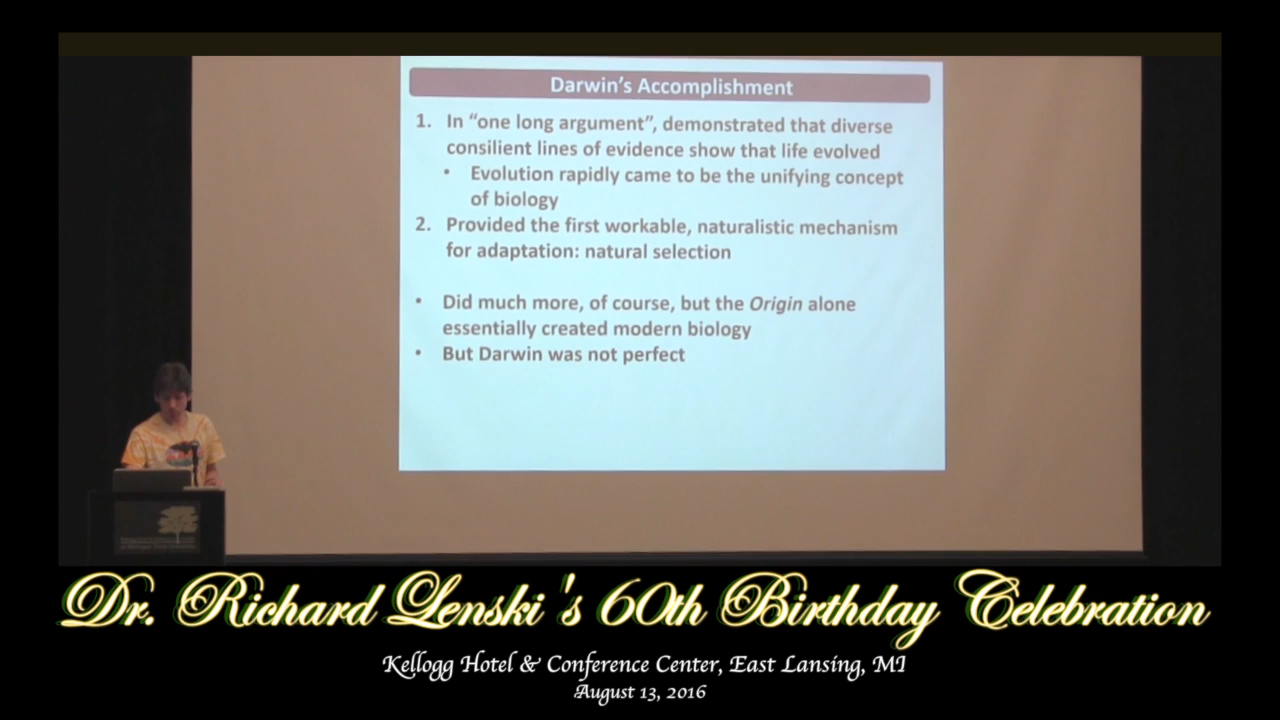 Darwin's Accomplishment
1. In "one long argument", demonstrated that diverse
consilient lines of evidence show that life evolved
• Evolution rapidly came to be the unifying concept
of biology
2. Provided the first workable, naturalistic mechanism
for adaptation: natural selection
• Did much more, of course, but the Origin alone
essentially created modern biology
• But Darwin was not perfect
Dr. Richard Lenski's 60th Birthday Celebration
Kellogg Hotel & Conference Center, East Lansing, MI
August 13, 2016